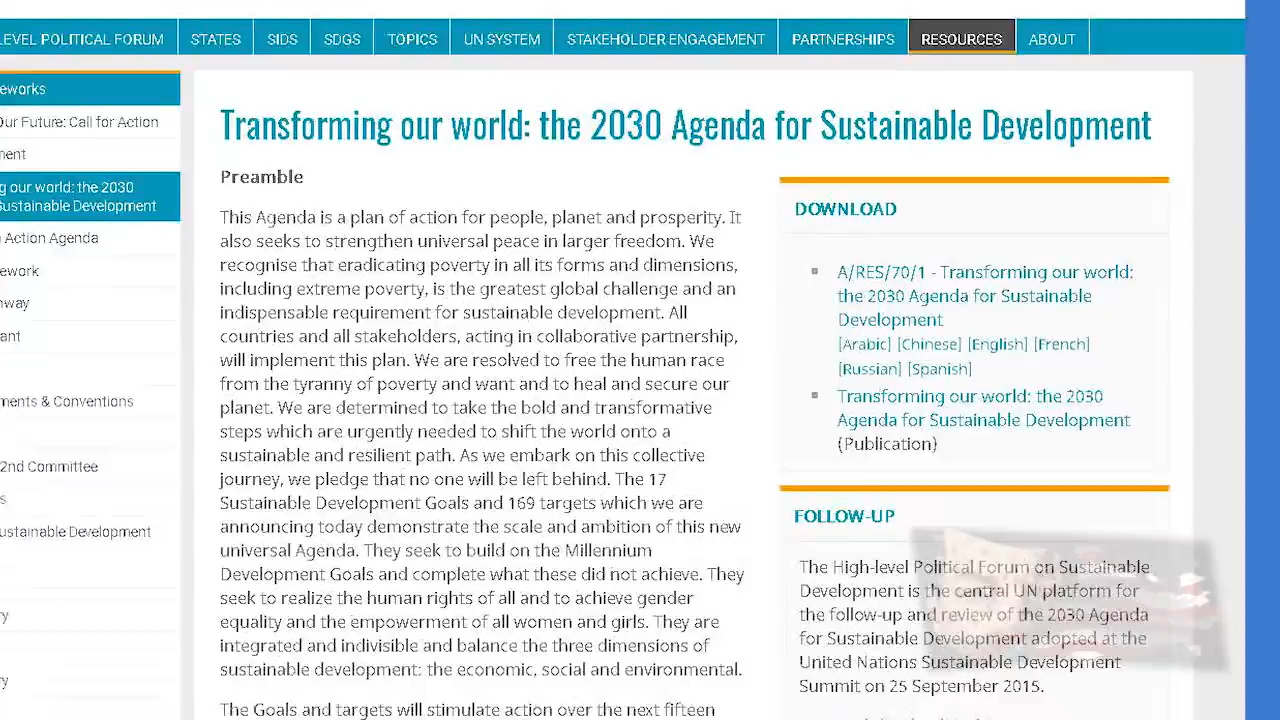 LEVEL POLITICAL FORUM STATES SIDS SDGS TOPICS UN SYSTEM STAKEHOLDER ENGAGEMENT PARTNERSHIPS RESOURCES ABOUT
eworks
Our Future: Call for Action
ment
ng our world: the 2030
Sustainable Development
Action Agenda
ework
hway
ant
ments & Conventions
2nd Committee
s
ustainable Development
ry
ry
Transforming our world: the 2030 Agenda for Sustainable Development
Preamble
This Agenda is a plan of action for people, planet and prosperity. It
also seeks to strengthen universal peace in larger freedom. We
recognise that eradicating poverty in all its forms and dimensions,
including extreme poverty, is the greatest global challenge and an
indispensable requirement for sustainable development. All
countries and all stakeholders, acting in collaborative partnership,
will implement this plan. We are resolved to free the human race
from the tyranny of poverty and want and to heal and secure our
planet. We are determined to take the bold and transformative
steps which are urgently needed to shift the world onto a
sustainable and resilient path. As we embark on this collective
journey, we pledge that no one will be left behind. The 17
Sustainable Development Goals and 169 targets which we are
announcing today demonstrate the scale and ambition of this new
universal Agenda. They seek to build on the Millennium
Development Goals and complete what these did not achieve. They
seek to realize the human rights of all and to achieve gender
equality and the empowerment of all women and girls. They are
integrated and indivisible and balance the three dimensions of
sustainable development: the economic, social and environmental.
The Goals and targets will stimulate action over the next fifteen
DOWNLOAD
A/RES/70/1 - Transforming our world:
the 2030 Agenda for Sustainable
Development
[Arabic] [Chinese] [English] [French]
[Russian] [Spanish]
Transforming our world: the 2030
Agenda for Sustainable Development
(Publication)
FOLLOW-UP
The High-level Political Forum on Sustainable
Development is the central UN platform for
the follow-up and review of the 2030 Agenda
for Sustainable Development adopted at the
United Nations Sustainable Development
Summit on 25 September 2015.